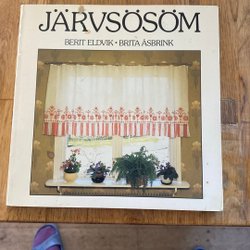 JÄRVSÖSÖM
BERIT ELDVIK • BRITA ÅSBRINK